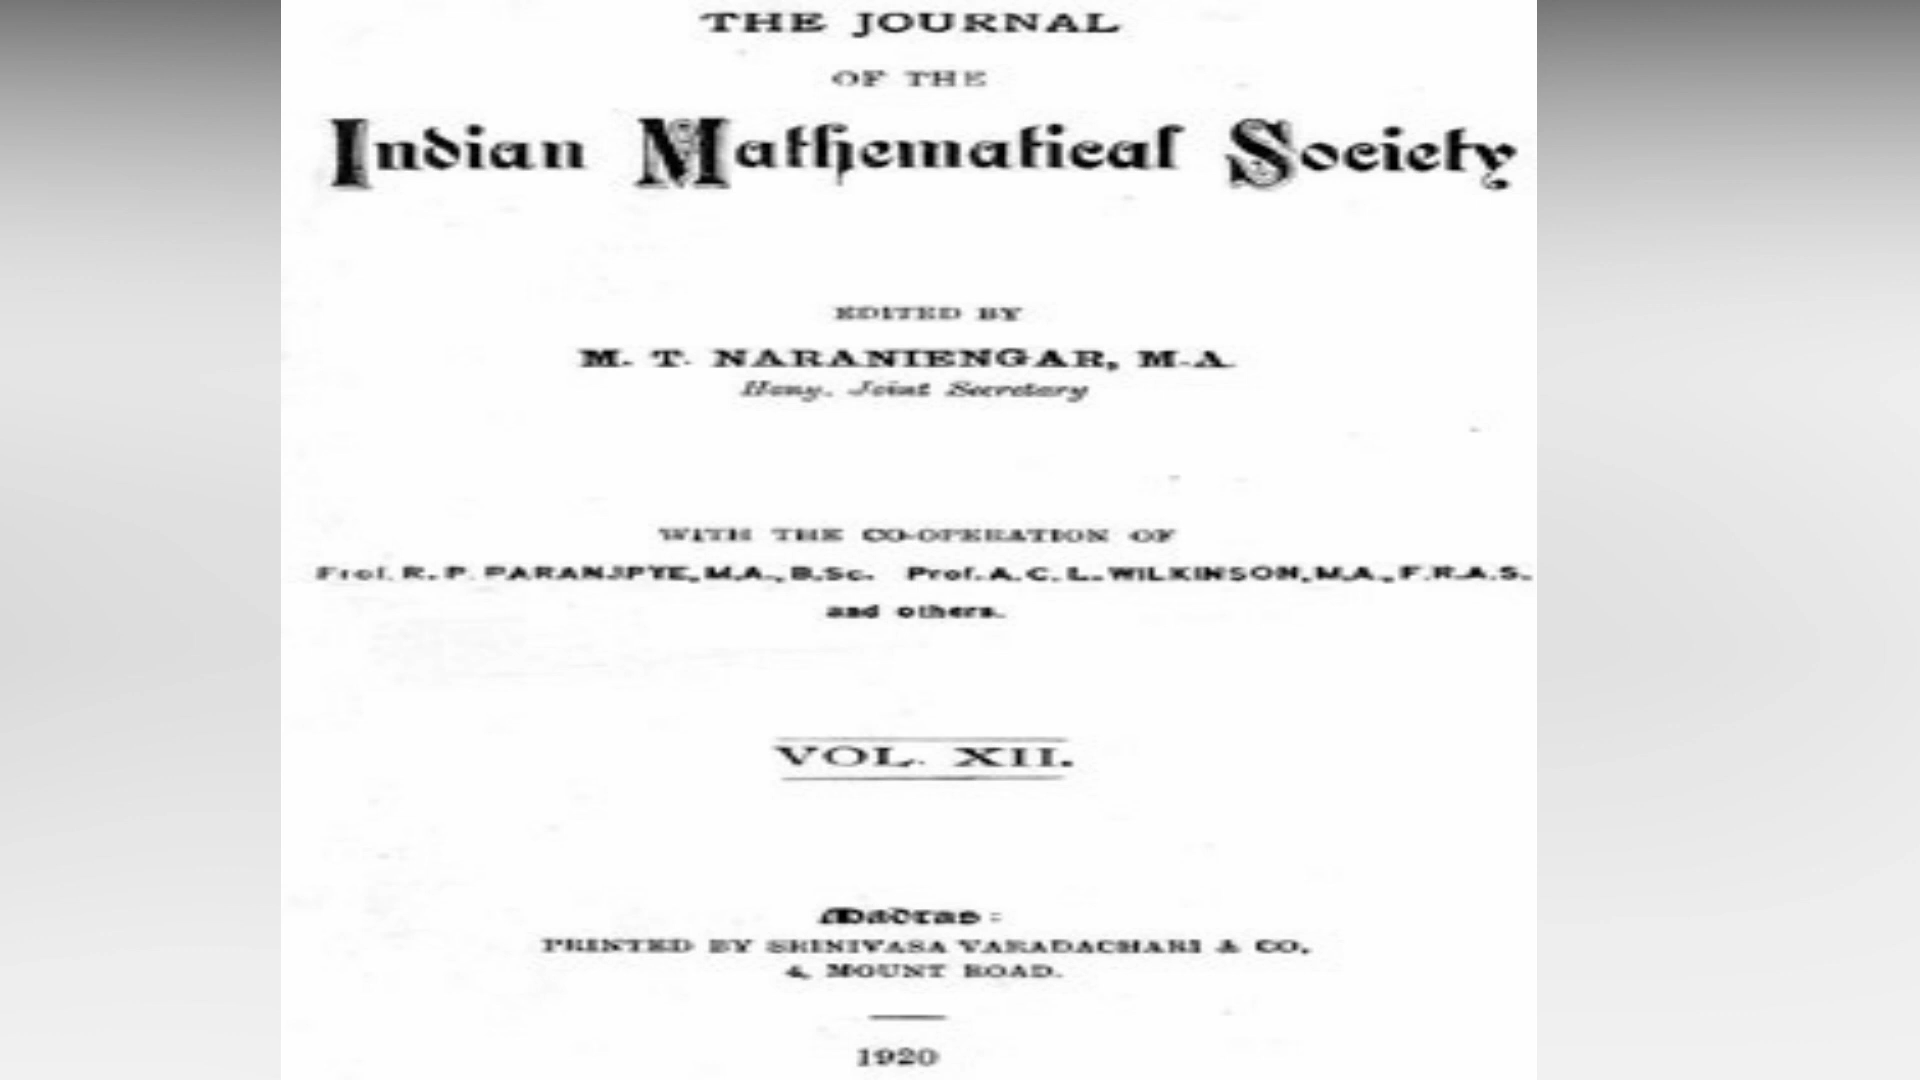 THE JOURNAL
OF THE
Indian Mathematical Society
EDITED BY
M. T. NARANIENGAR, M.A.
Hony. Joint Secretary
WITH THE CO-OPERATION OF
Prof. R. P. PARANJPYE, M.A., B.Sc. Prof. A. C. L. WILKINSON, M.A., F.R.A.S.
and others.
VOL. XII.
Madras:
PRINTED BY SRINIVASA VARADACHARI & CO.
4, MOUNT ROAD.
1920